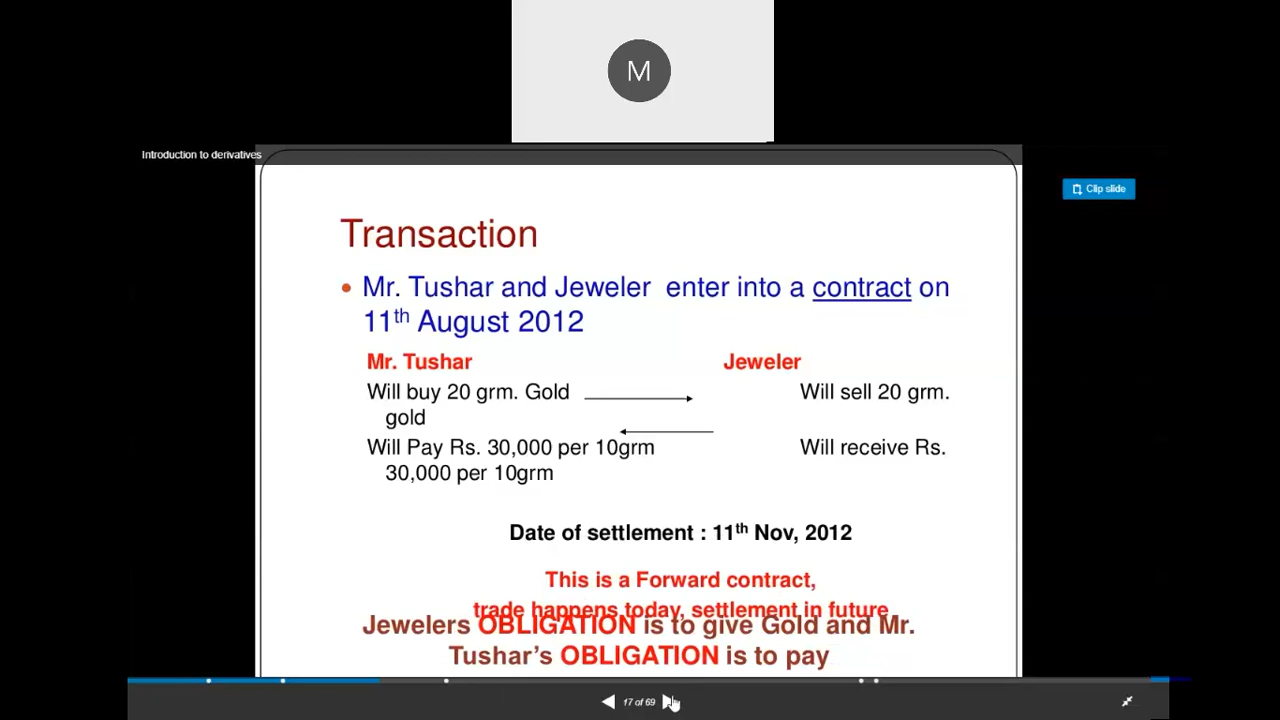 M
Introduction to derivatives
Clip slide
Transaction
• Mr. Tushar and Jeweler enter into a contract on
11th August 2012
Mr. Tushar Jeweler
Will buy 20 grm. Gold Will sell 20 grm.
gold
Will Pay Rs. 30,000 per 10grm Will receive Rs.
30,000 per 10grm
Date of settlement : 11th Nov, 2012
This is a Forward contract,
trade happens today, settlement in future
Jewelers OBLIGATION is to give Gold and Mr.
Tushar's OBLIGATION is to pay
17 of 69